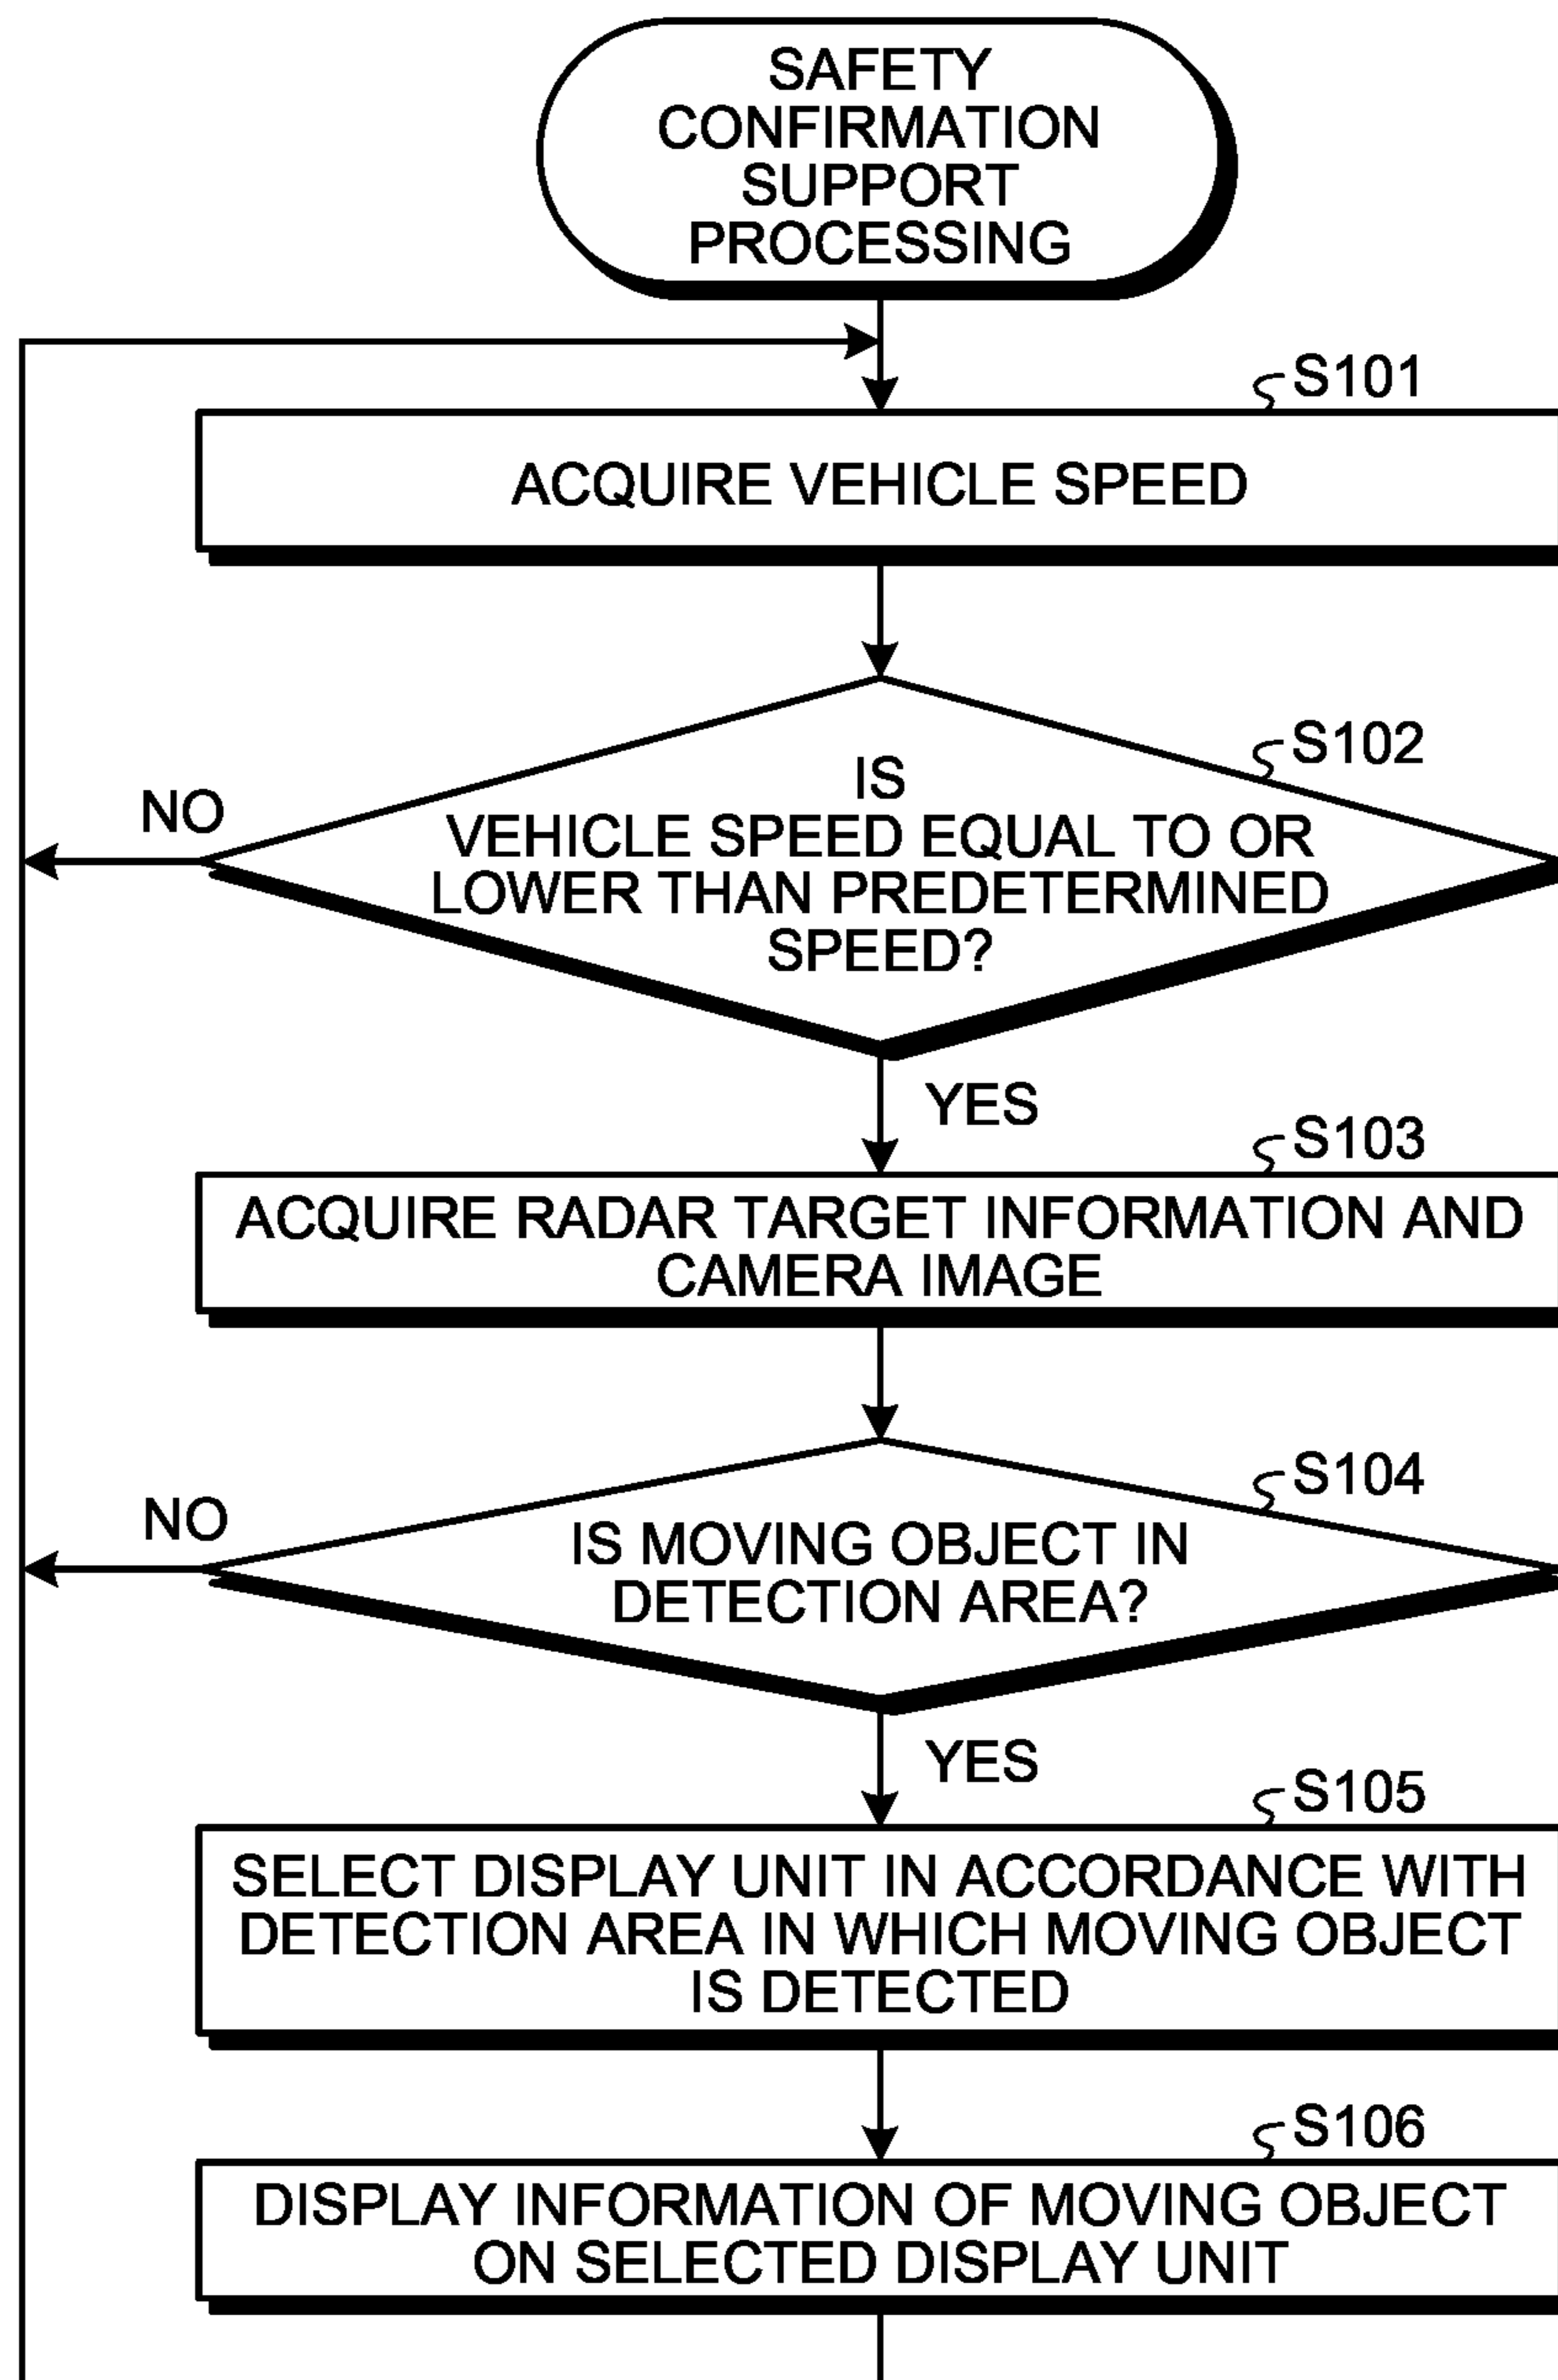 SAFETY
CONFIRMATION
SUPPORT
PROCESSING
S101
ACQUIRE VEHICLE SPEED
S102
IS
VEHICLE SPEED EQUAL TO OR
LOWER THAN PREDETERMINED
SPEED?
NO
YES
S103
ACQUIRE RADAR TARGET INFORMATION AND
CAMERA IMAGE
S104
IS MOVING OBJECT IN
DETECTION AREA?
NO
YES
S105
SELECT DISPLAY UNIT IN ACCORDANCE WITH
DETECTION AREA IN WHICH MOVING OBJECT
IS DETECTED
S106
DISPLAY INFORMATION OF MOVING OBJECT
ON SELECTED DISPLAY UNIT